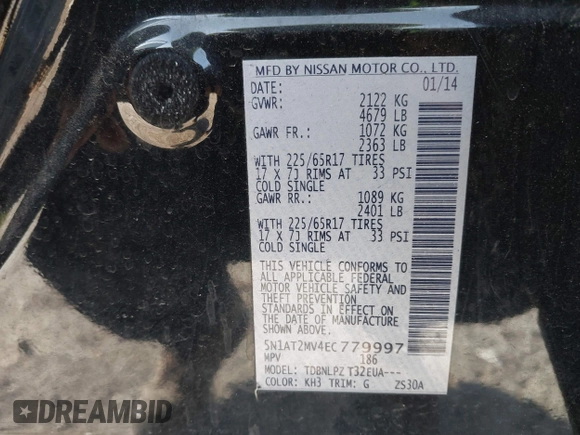 MFD BY NISSAN MOTOR CO., LTD.
DATE: 01/14
GVWR: 2122 KG
4679 LB
GAWR FR.: 1072 KG
2363 LB
WITH 225/65R17 TIRES
17 X 7J RIMS AT 33 PSI
COLD SINGLE
GAWR RR.: 1089 KG
2401 LB
WITH 225/65R17 TIRES
17 X 7J RIMS AT 33 PSI
COLD SINGLE
THIS VEHICLE CONFORMS TO
ALL APPLICABLE FEDERAL
MOTOR VEHICLE SAFETY AND
THEFT PREVENTION
STANDARDS IN EFFECT ON
THE DATE OF MANUFACTURE
SHOWN ABOVE.
5N1AT2MV4EC779997
MPV 186
MODEL: TDBNLPZ T32EUA---
COLOR: KH3 TRIM: G ZS30A
DREAMBID